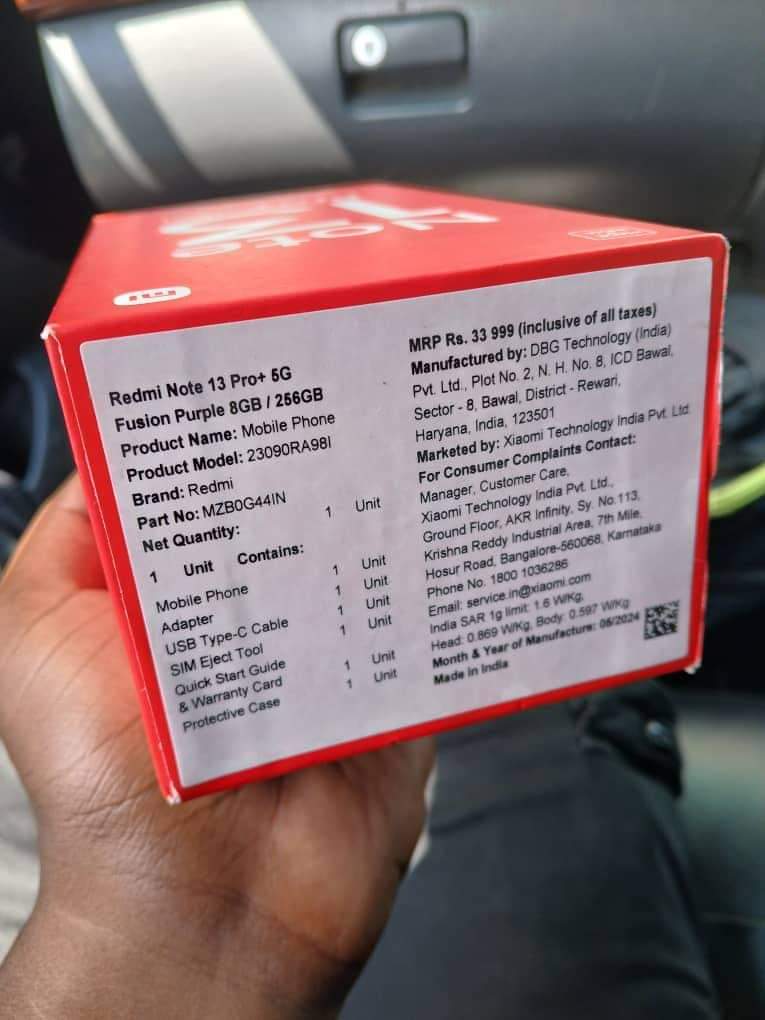 Note
Redmi Note 13 Pro+ 5G
Fusion Purple 8GB / 256GB
Product Name: Mobile Phone
Product Model: 23090RA98I
Brand: Redmi
Part No: MZB0G44IN
Net Quantity: 1 Unit
1 Unit Contains:
Mobile Phone 1 Unit
Adapter 1 Unit
USB Type-C Cable 1 Unit
SIM Eject Tool 1 Unit
Quick Start Guide
& Warranty Card 1 Unit
Protective Case 1 Unit
MRP Rs. 33 999 (inclusive of all taxes)
Manufactured by: DBG Technology (India)
Pvt. Ltd., Plot No. 2, N. H. No. 8, ICD Bawal,
Sector - 8, Bawal, District - Rewari,
Haryana, India, 123501
Marketed by: Xiaomi Technology India Pvt. Ltd
For Consumer Complaints Contact:
Manager, Customer Care,
Xiaomi Technology India Pvt. Ltd.,
Ground Floor, AKR Infinity, Sy. No.113,
Krishna Reddy Industrial Area, 7th Mile,
Hosur Road, Bangalore-560068, Karnataka
Phone No. 1800 1036286
Email: service.in@xiaomi.com
India SAR 1g limit: 1.6 W/Kg,
Head: 0.869 W/Kg, Body: 0.597 W/Kg
Month & Year of Manufacture: 06/2024
Made in India